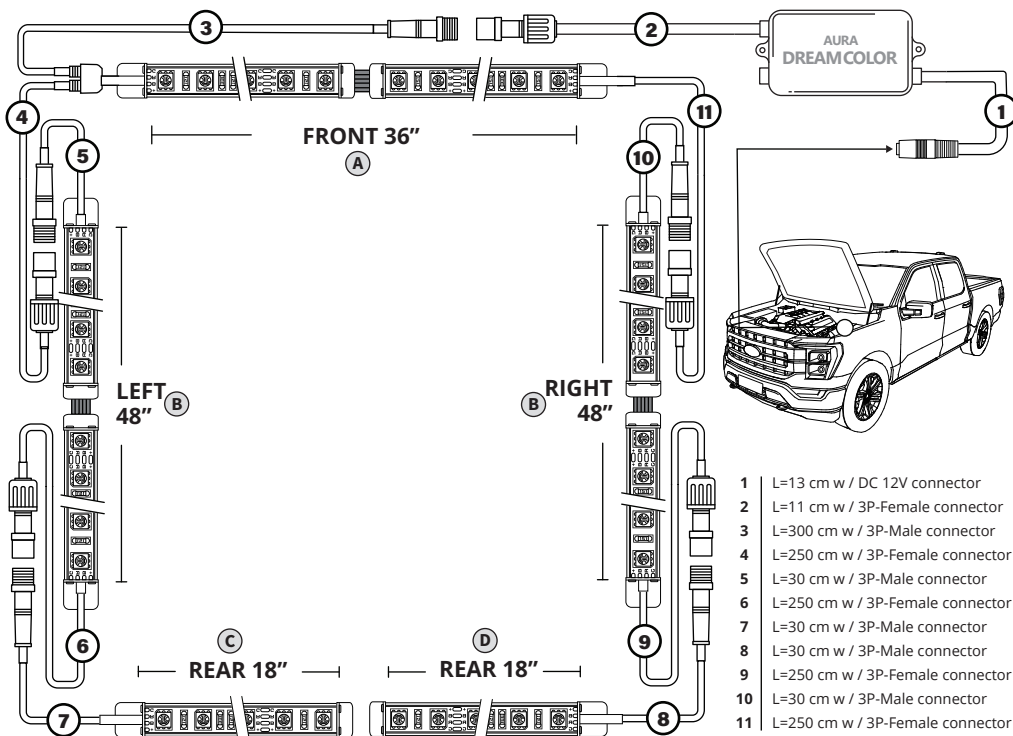 3
2
AURA
DREAMCOLOR
4
11
1
FRONT 36”
A
5
10
LEFT
48”
B
B
RIGHT
48”
6
C
D
9
REAR 18”
REAR 18”
7
8
1 L=13 cm w / DC 12V connector
2 L=11 cm w / 3P-Female connector
3 L=300 cm w / 3P-Male connector
4 L=250 cm w / 3P-Female connector
5 L=30 cm w / 3P-Male connector
6 L=250 cm w / 3P-Female connector
7 L=30 cm w / 3P-Male connector
8 L=30 cm w / 3P-Male connector
9 L=250 cm w / 3P-Female connector
10 L=30 cm w / 3P-Male connector
11 L=250 cm w / 3P-Female connector